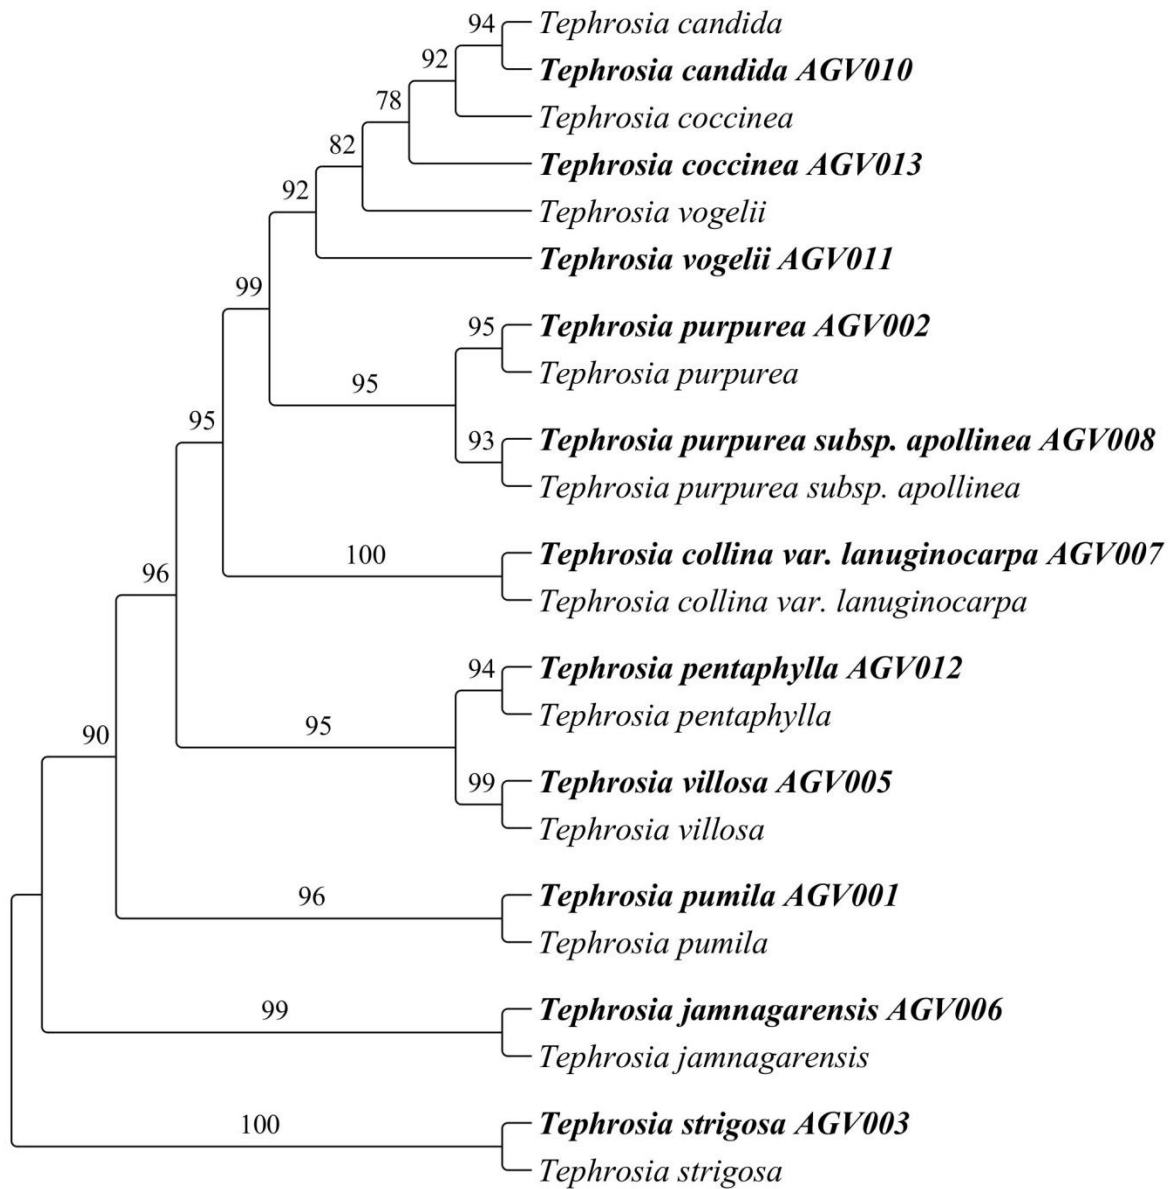 94
Tephrosia candida
92
Tephrosia candida AGV010
78
Tephrosia coccinea
82
Tephrosia coccinea AGV013
92
Tephrosia vogelii
99
Tephrosia vogelii AGV011
95
Tephrosia purpurea AGV002
95
Tephrosia purpurea
95
93
Tephrosia purpurea subsp. apollinea AGV008
Tephrosia purpurea subsp. apollinea
100
Tephrosia collina var. lanuginocarpa AGV007
96
Tephrosia collina var. lanuginocarpa
94
Tephrosia pentaphylla AGV012
90
95
Tephrosia pentaphylla
99
Tephrosia villosa AGV005
Tephrosia villosa
96
Tephrosia pumila AGV001
Tephrosia pumila
99
Tephrosia jamnagarensis AGV006
Tephrosia jamnagarensis
100
Tephrosia strigosa AGV003
Tephrosia strigosa